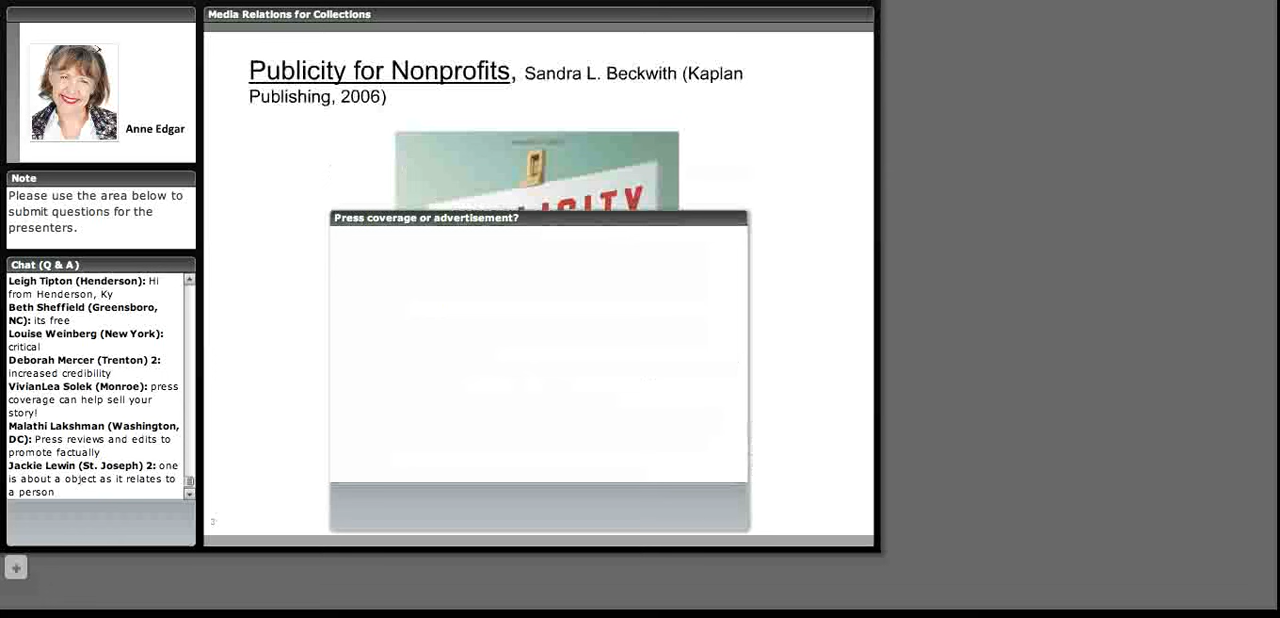 Media Relations for Collections
Anne Edgar
Note
Please use the area below to
submit questions for the
presenters.
Chat (Q & A)
Leigh Tipton (Henderson): Hi
from Henderson, Ky
Beth Sheffield (Greensboro,
NC): its free
Louise Weinberg (New York):
critical
Deborah Mercer (Trenton) 2:
increased credibility
VivianLea Solek (Monroe): press
coverage can help sell your
story!
Malathi Lakshman (Washington,
DC): Press reviews and edits to
promote factually
Jackie Lewin (St. Joseph) 2: one
is about a object as it relates to
a person
Publicity for Nonprofits, Sandra L. Beckwith (Kaplan
Publishing, 2006)
Press coverage or advertisement?
3